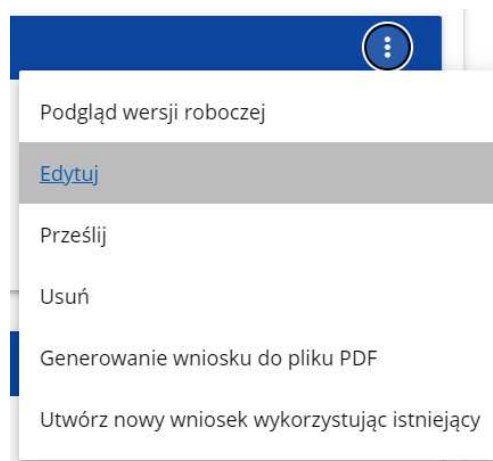 Podgląd wersji roboczej
Edytuj
Prześlij
Usuń
Generowanie wniosku do pliku PDF
Utwórz nowy wniosek wykorzystując istniejący